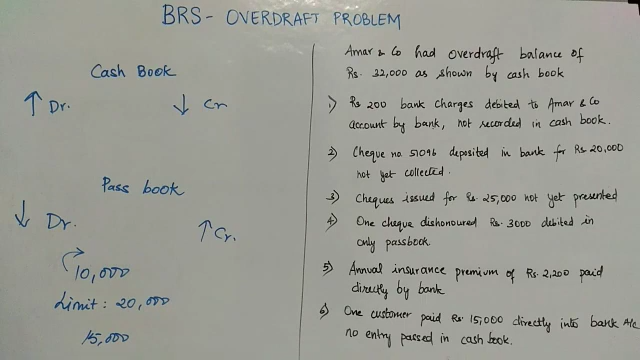 BRS - OVERDRAFT PROBLEM
Cash Book
↑ Dr. ↓ Cr
Pass book
↓ Dr. ↑ Cr.
10,000
Limit : 20,000
15,000
Amar & Co had overdraft balance of
Rs. 32,000 as shown by cash book
1) Rs 200 bank charges debited to Amar & Co
account by bank, not recorded in cash book.
2) Cheque no. 51046 deposited in bank for Rs 20,000
not yet collected.
3) Cheques issued for Rs. 25,000 not yet presented
4) One cheque dishonoured Rs. 3000 debited in
only passbook.
5) Annual insurance premium of Rs. 2,200 paid
directly by bank
6) One customer paid Rs. 15,000 directly into bank A/c
no entry passed in cash book.